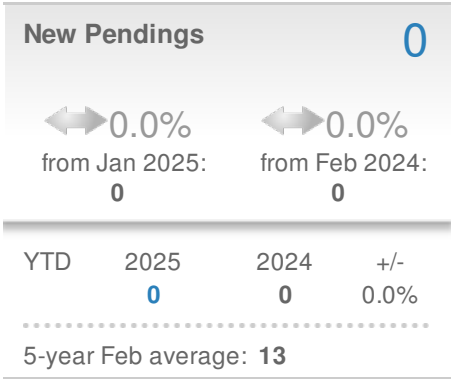 New Pendings 0
0.0% 0.0%
from Jan 2025: from Feb 2024:
0 0
YTD 2025 2024 +/-
0 0 0.0%
5-year Feb average: 13